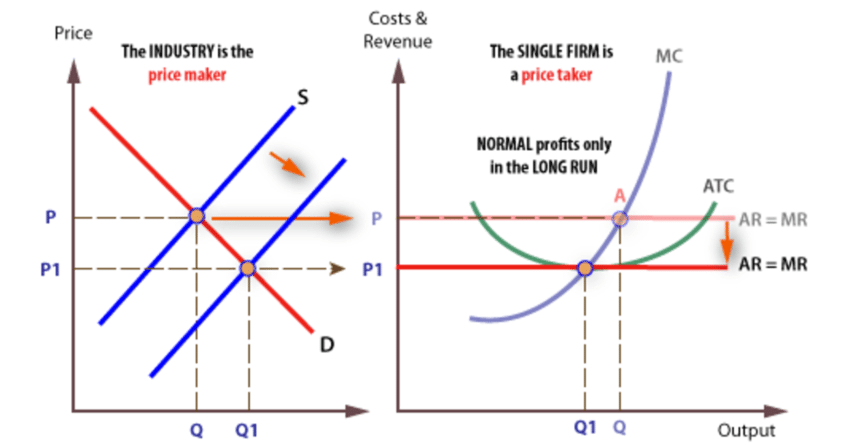 Price
The INDUSTRY is the
price maker
S
P
P1
D
Q
Q1
Costs &
Revenue
The SINGLE FIRM is
a price taker
MC
NORMAL profits only
in the LONG RUN
A
ATC
P
AR = MR
P1
AR = MR
Q1
Q
Output